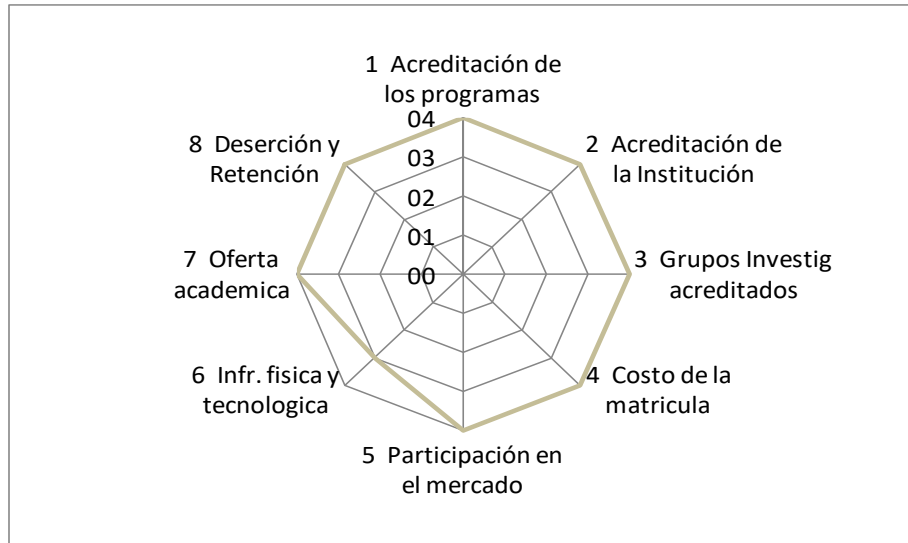 1 Acreditación de
los programas
2 Acreditación de
la Institución
3 Grupos Investig
acreditados
4 Costo de la
matricula
5 Participación en
el mercado
6 Infr. fisica y
tecnologica
7 Oferta
academica
8 Deserción y
Retención
04
03
02
01
00